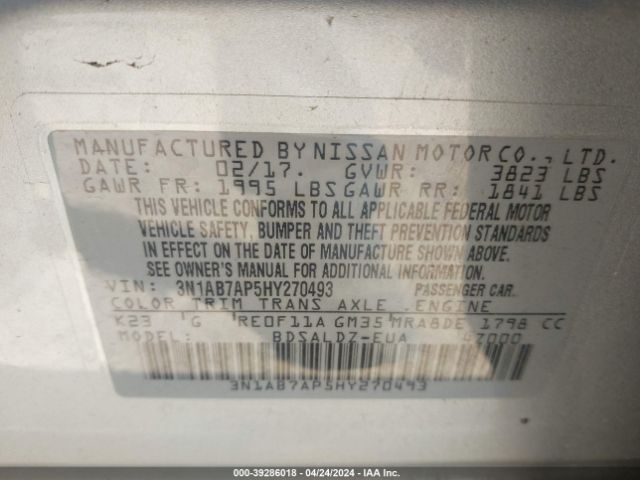 MANUFACTURED BY NISSAN MOTOR CO., LTD.
DATE: 02/17. GVWR: 3823 LBS
GAWR FR: 1995 LBS GAWR RR: 1841 LBS
THIS VEHICLE CONFORMS TO ALL APPLICABLE FEDERAL MOTOR
VEHICLE SAFETY, BUMPER AND THEFT PREVENTION STANDARDS
IN EFFECT ON THE DATE OF MANUFACTURE SHOWN ABOVE.
SEE OWNER'S MANUAL FOR ADDITIONAL INFORMATION.
VIN: 3N1AB7AP5HY270493 PASSENGER CAR.
COLOR TRIM TRANS AXLE .ENGINE
K23 G RE0F11A GM35 MRA8DE 1798 CC
MODEL: BDSALDZ-EUA 47000
3N1AB7AP5HY270493
000-39286018 - 04/24/2024 - IAA Inc.